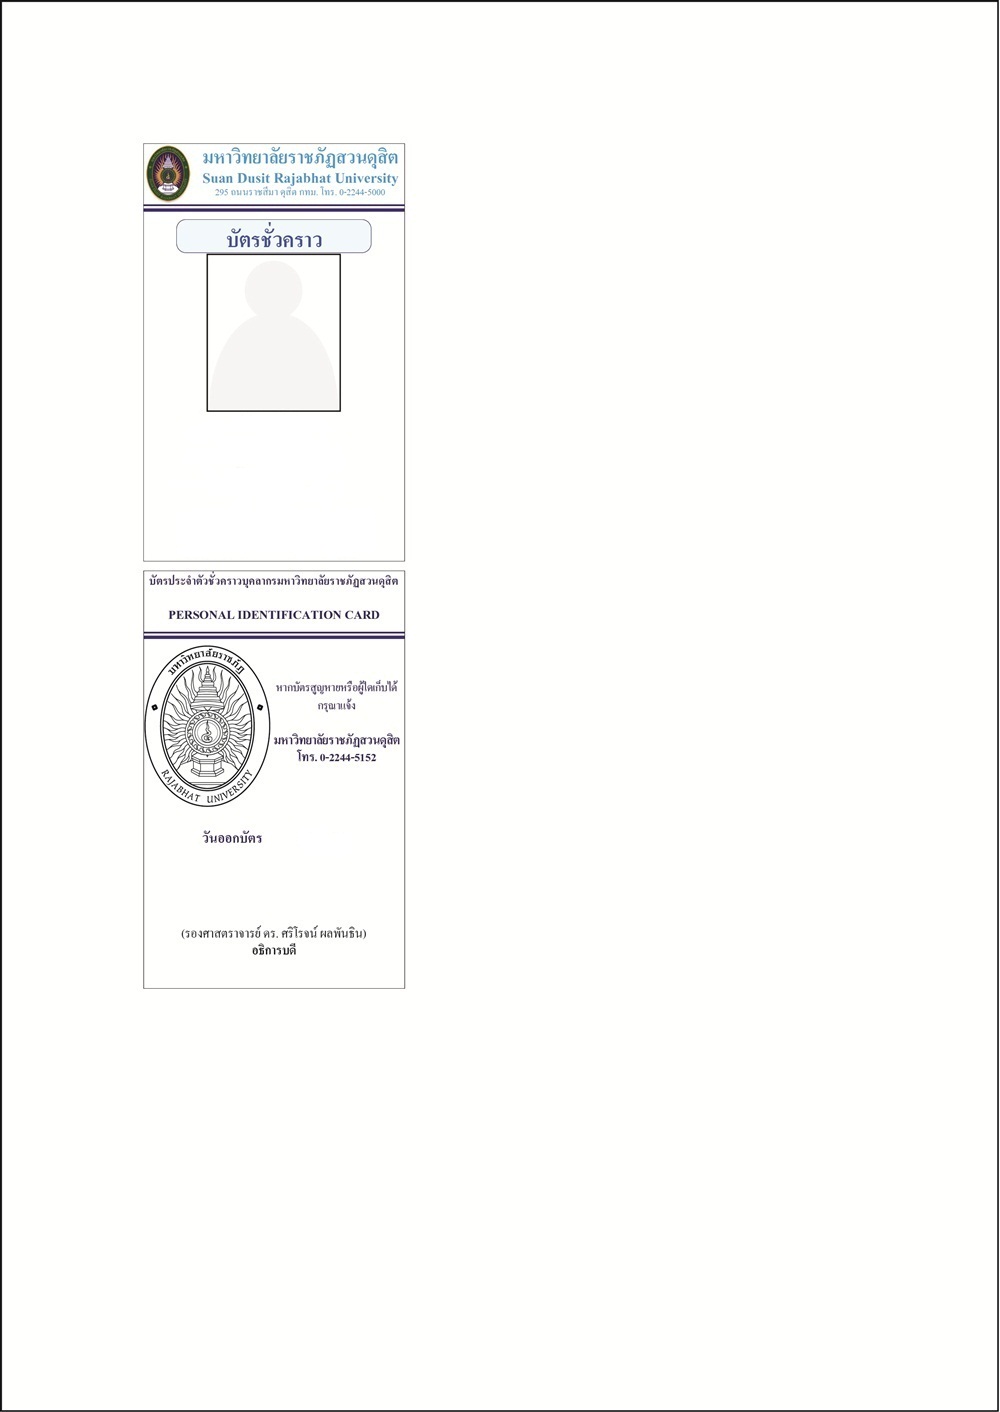 มหาวิทยาลัยราชภัฏสวนดุสิต
Suan Dusit Rajabhat University
295 ถนนราชสีมา ดุสิต กทม. โทร. 0-2244-5000
บัตรชั่วคราว
บัตรประจำตัวชั่วคราวบุคลากรมหาวิทยาลัยราชภัฏสวนดุสิต
PERSONAL IDENTIFICATION CARD
มหาวิทยาลัยราชภัฏ
RAJABHAT UNIVERSITY
หากบัตรสูญหายหรือผู้ใดเก็บได้
กรุณาแจ้ง
มหาวิทยาลัยราชภัฏสวนดุสิต
โทร. 0-2244-5152
วันออกบัตร
(รองศาสตราจารย์ ดร. ศิโรจน์ ผลพันธิน)
อธิการบดี